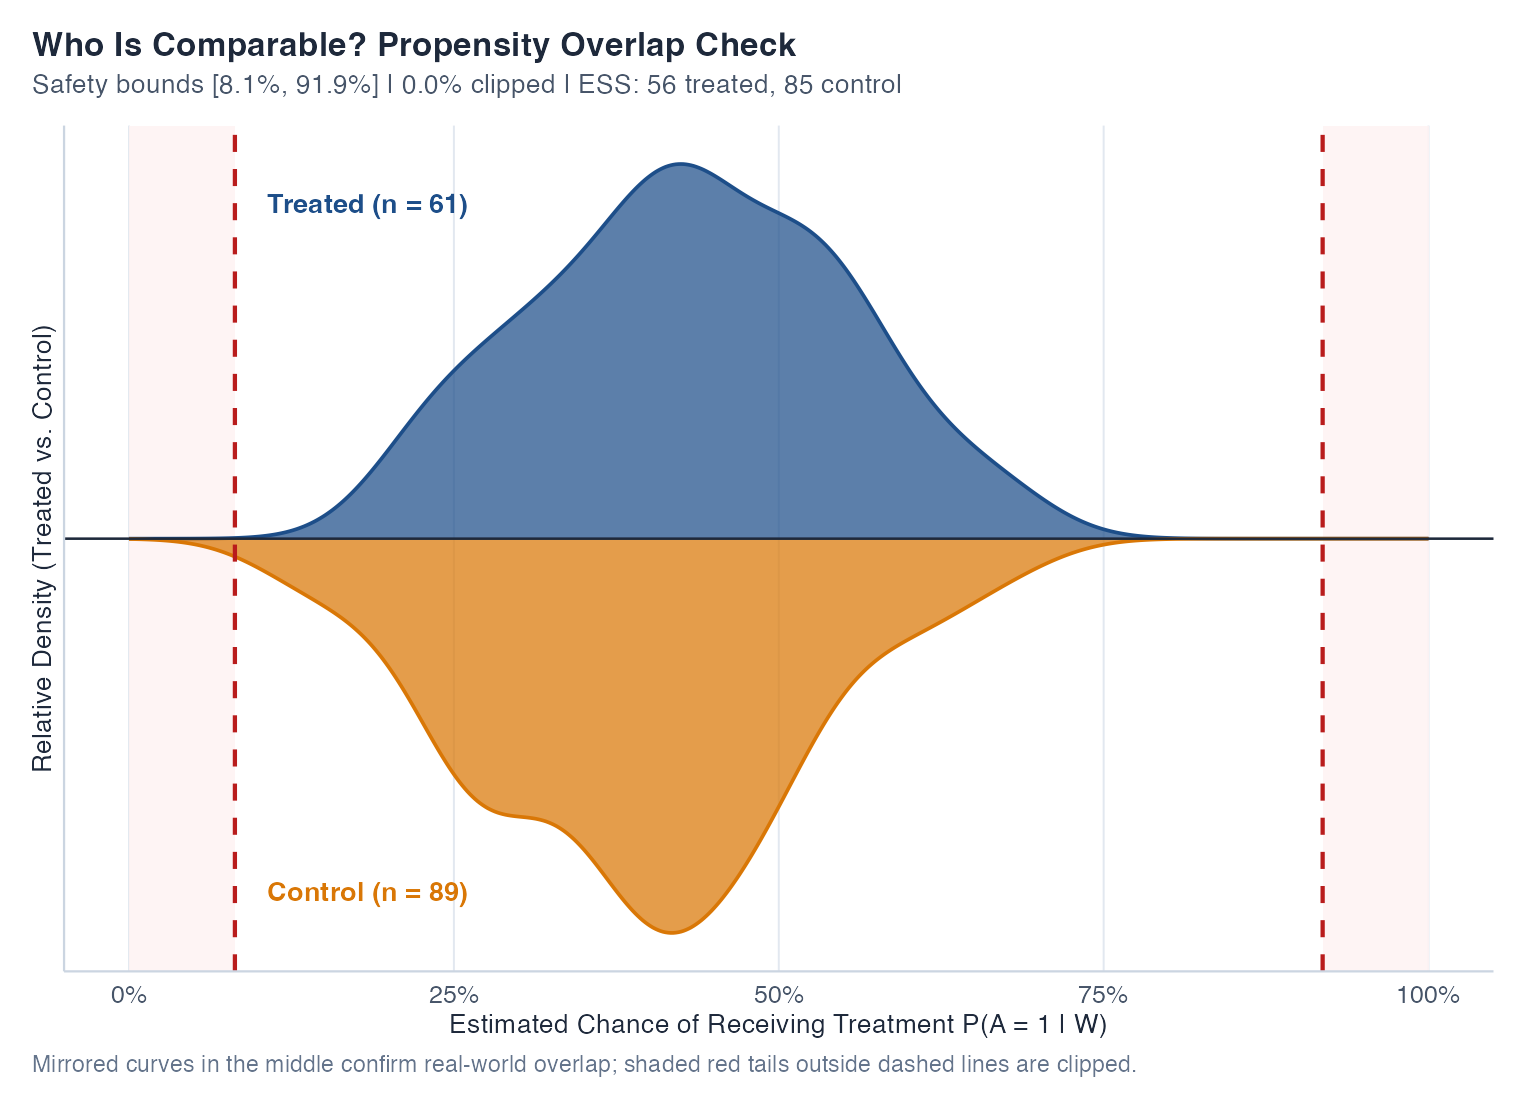 Who Is Comparable? Propensity Overlap Check
Safety bounds [8.1%, 91.9%] | 0.0% clipped | ESS: 56 treated, 85 control
Relative Density (Treated vs. Control)
Treated (n = 61)
Control (n = 89)
0% 25% 50% 75% 100%
Estimated Chance of Receiving Treatment P(A = 1 | W)
Mirrored curves in the middle confirm real-world overlap; shaded red tails outside dashed lines are clipped.